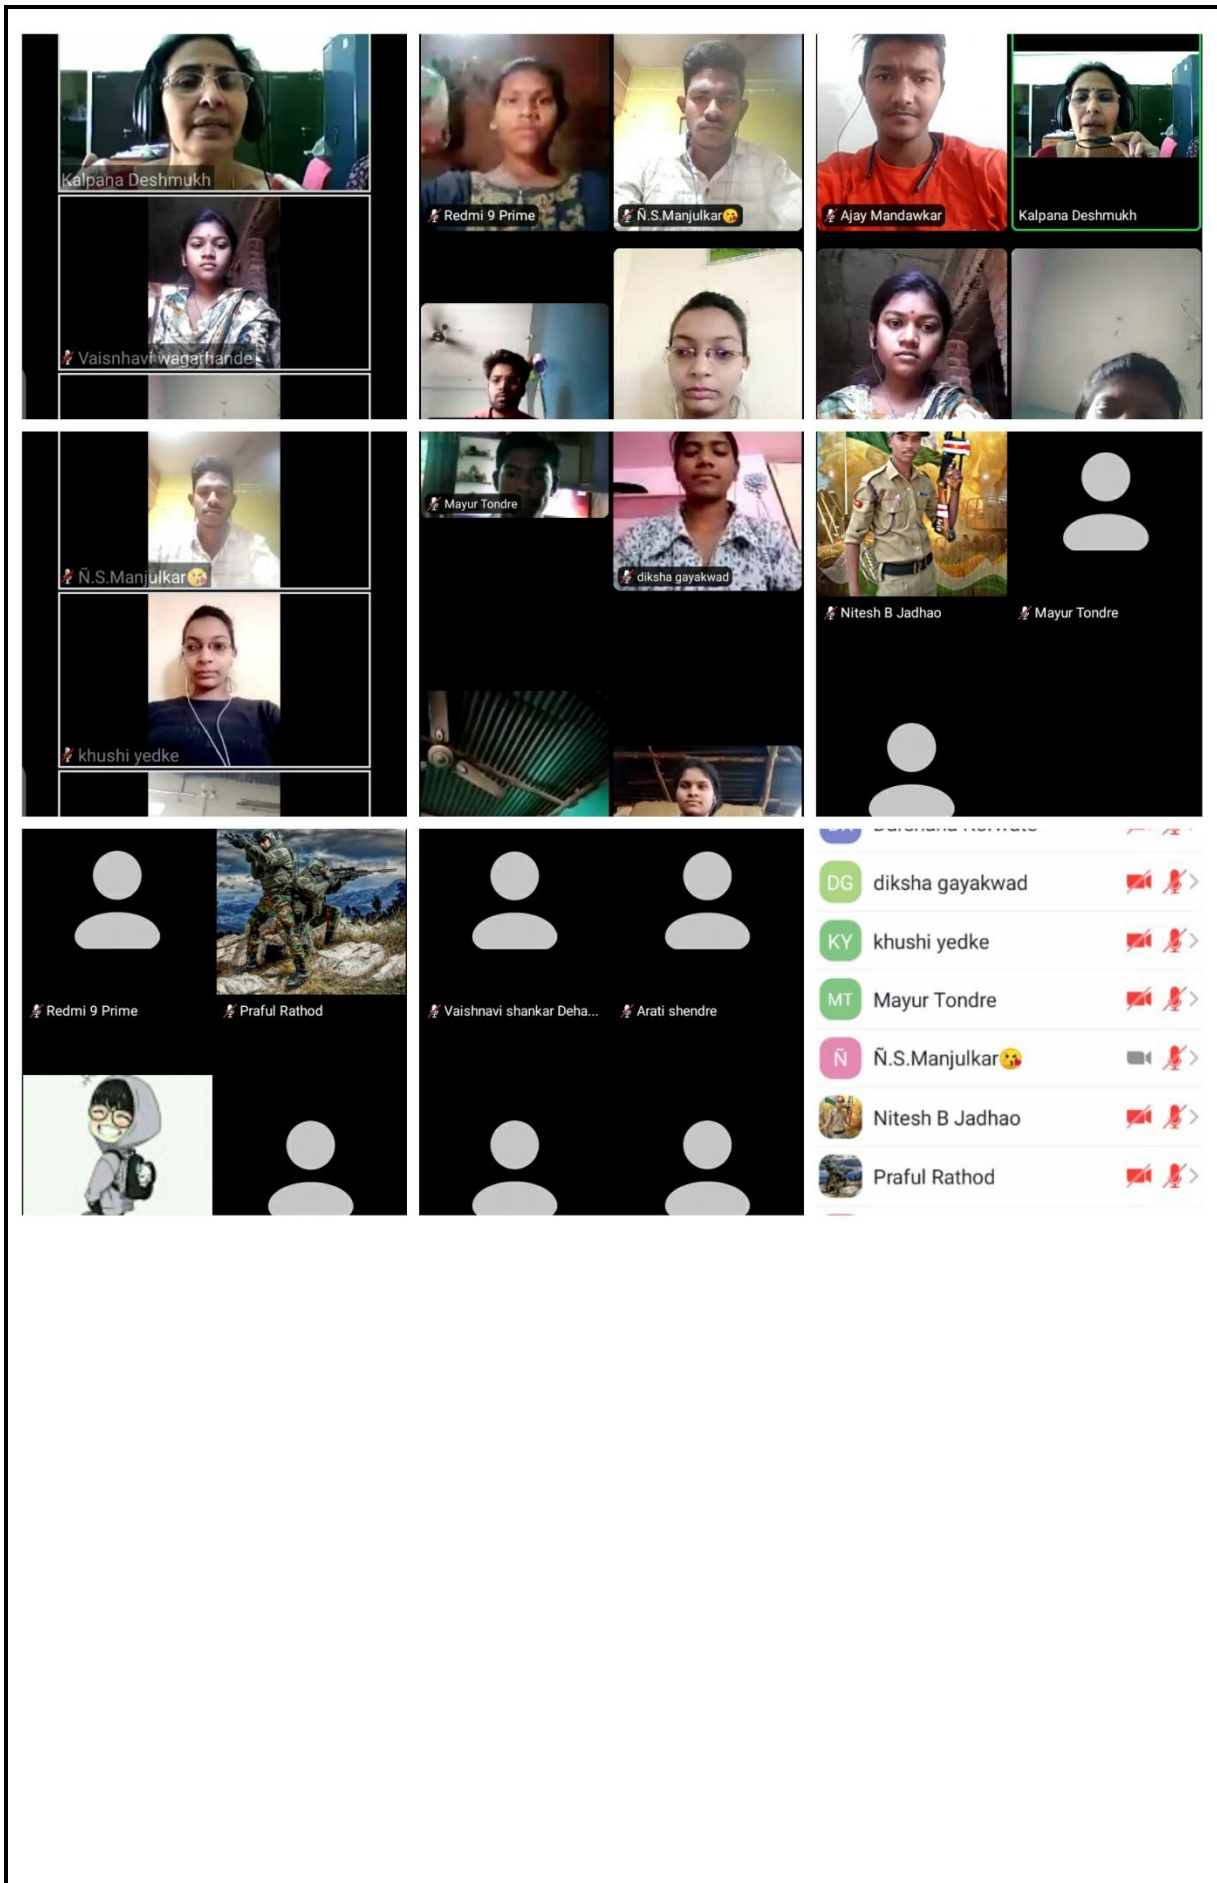 Kalpana Deshmukh
Vaisnhavi wagarhande
Redmi 9 Prime
Ñ.S.Manjulkar😘
Ajay Mandawkar
Kalpana Deshmukh
Ñ.S.Manjulkar😘
khushi yedke
Mayur Tondre
diksha gayakwad
Nitesh B Jadhao
Mayur Tondre
Redmi 9 Prime
Praful Rathod
Vaishnavi shankar Deha...
Arati shendre
DG diksha gayakwad
KY khushi yedke
MT Mayur Tondre
Ñ Ñ.S.Manjulkar😘
Nitesh B Jadhao
Praful Rathod